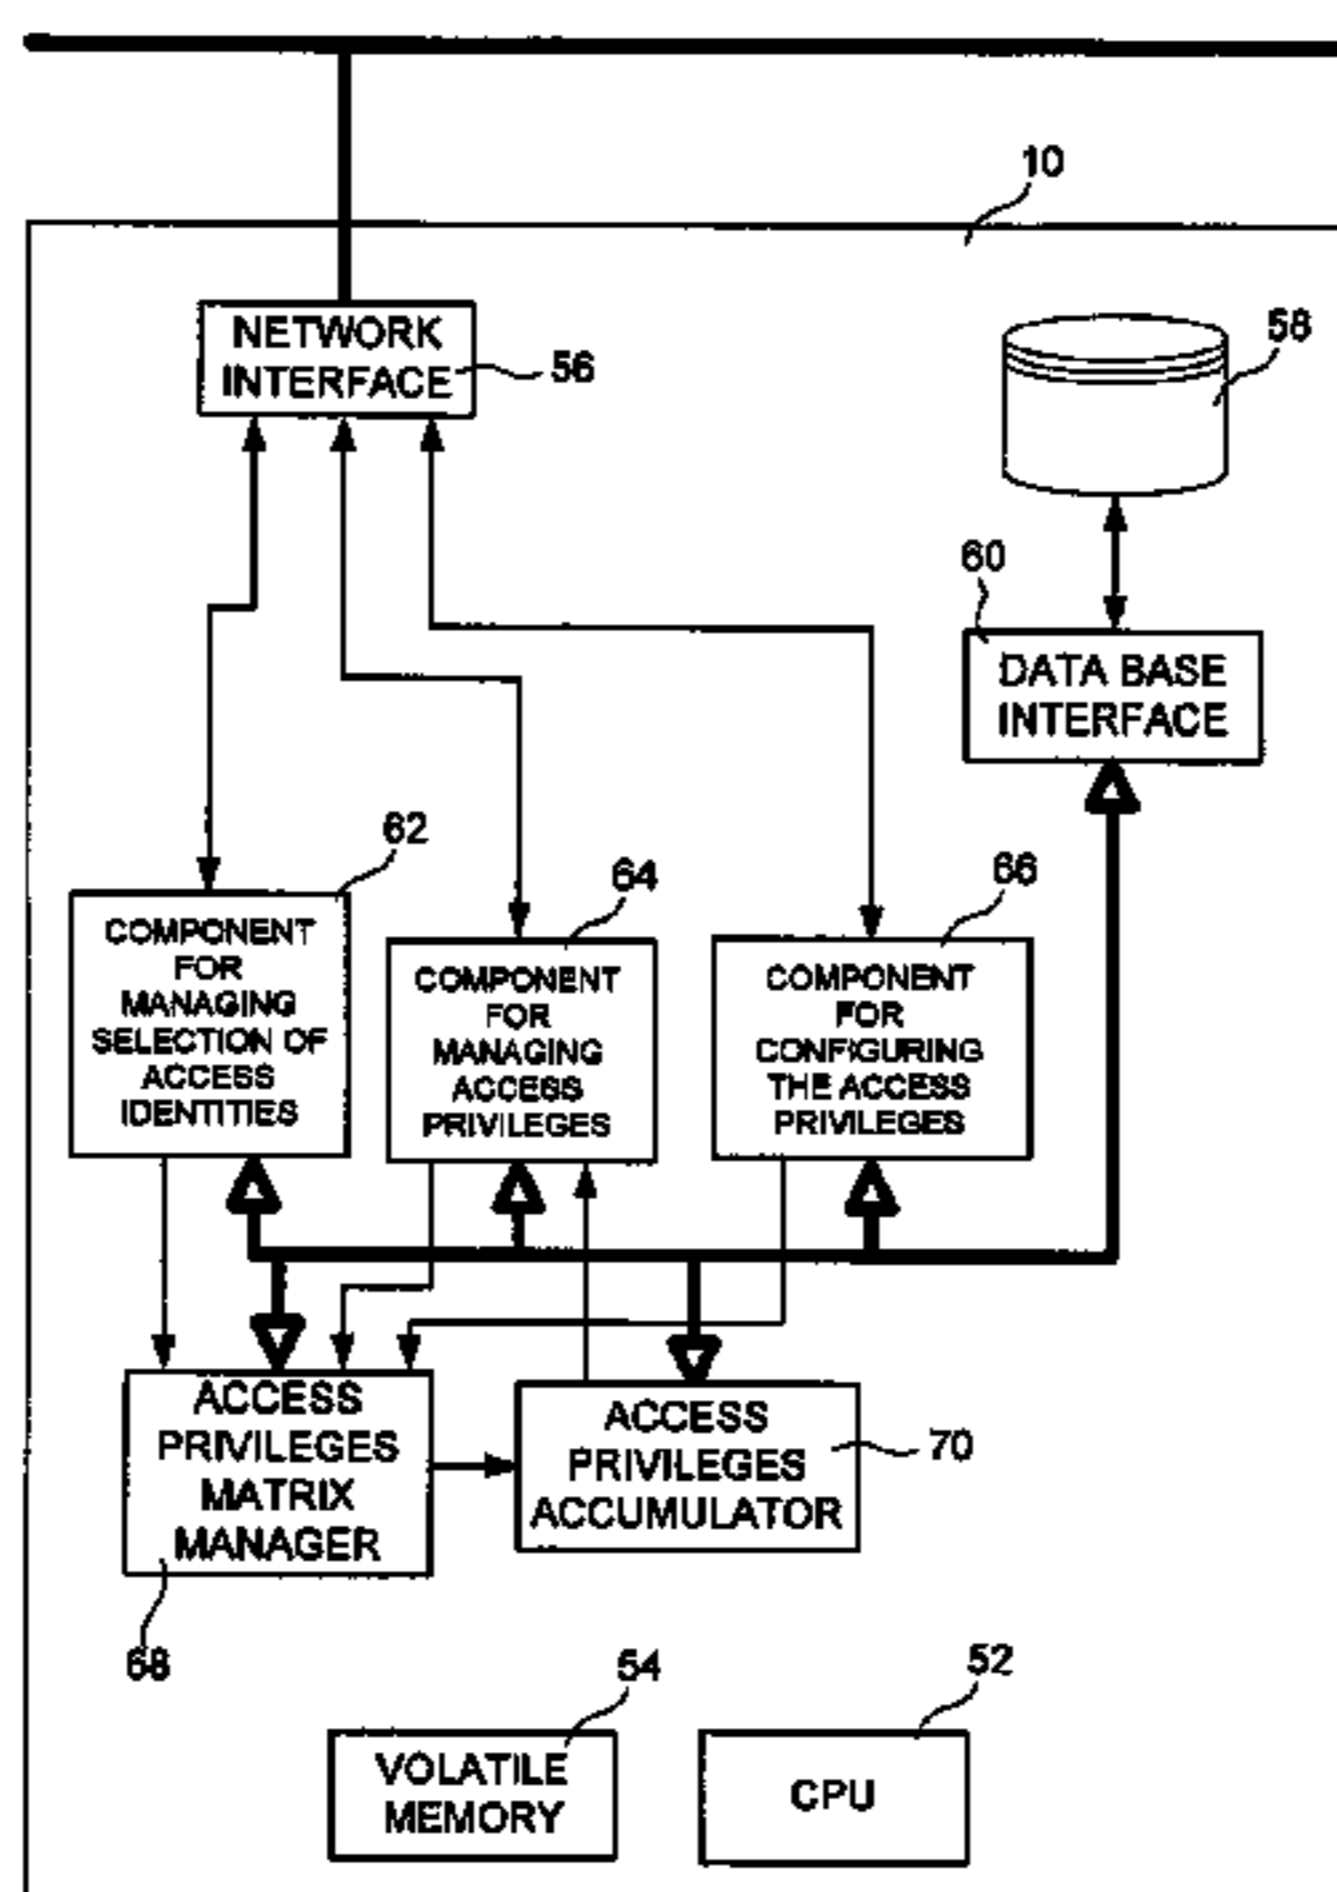 10
NETWORK
INTERFACE
56
58
60
DATA BASE
INTERFACE
62
COMPONENT
FOR
MANAGING
SELECTION OF
ACCESS
IDENTITIES
64
COMPONENT
FOR
MANAGING
ACCESS
PRIVILEGES
66
COMPONENT
FOR
CONFIGURING
THE ACCESS
PRIVILEGES
ACCESS
PRIVILEGES
MATRIX
MANAGER
68
ACCESS
PRIVILEGES
ACCUMULATOR
70
54
VOLATILE
MEMORY
52
CPU